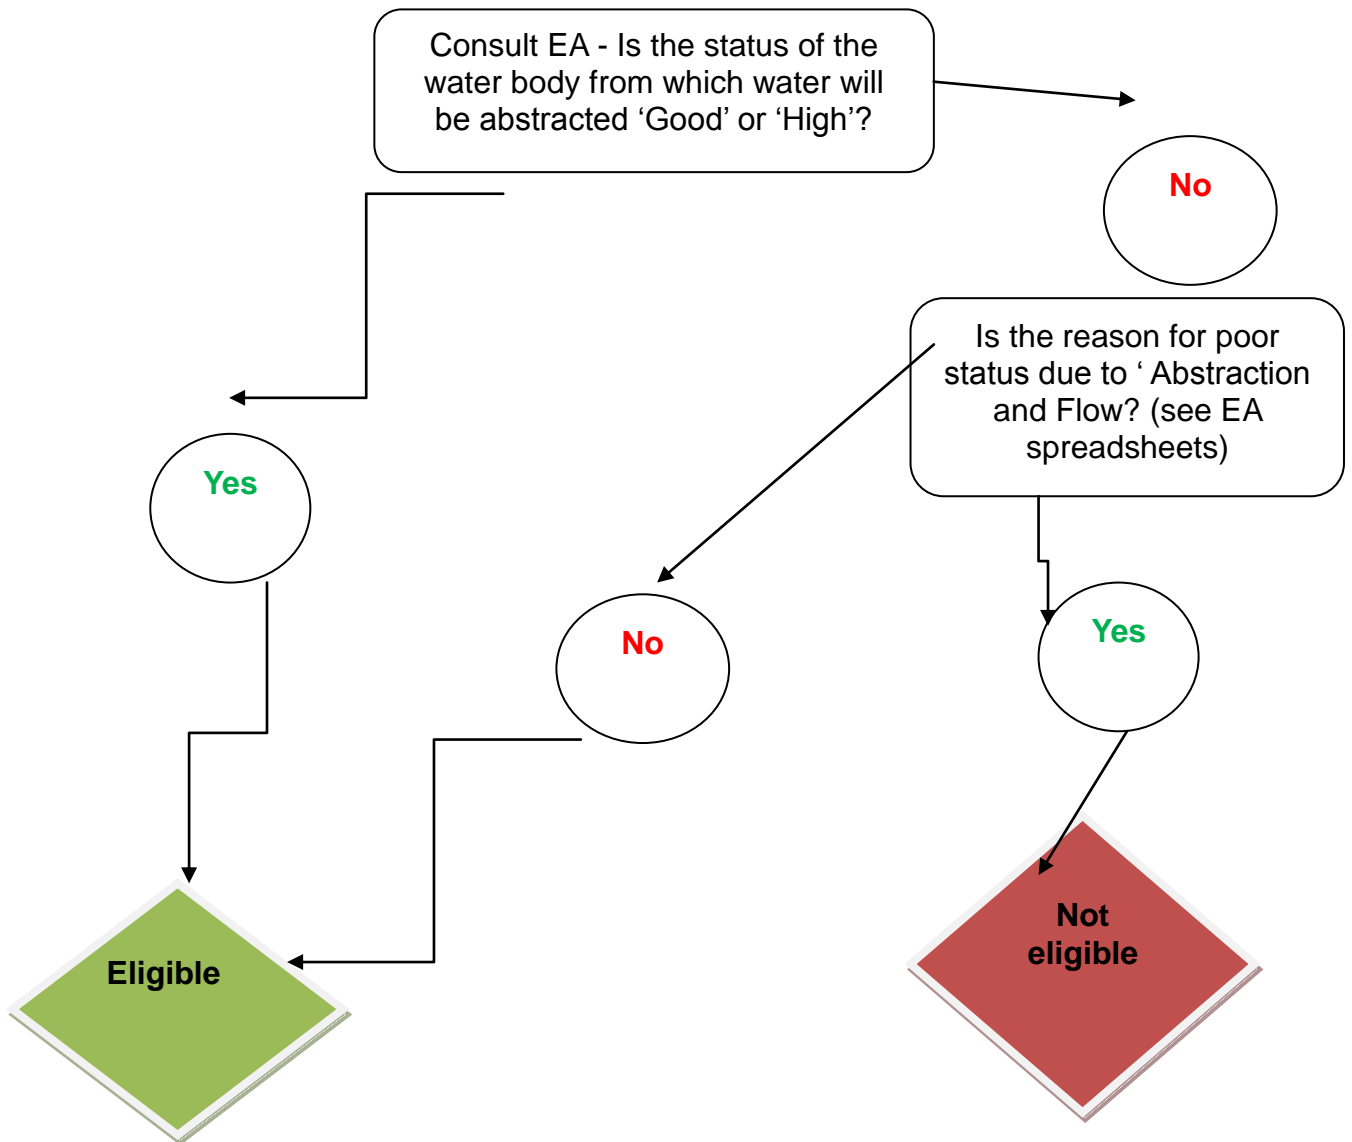 Consult EA - Is the status of the
water body from which water will
be abstracted ‘Good’ or ‘High’?
No
Is the reason for poor
status due to ‘ Abstraction
and Flow? (see EA
spreadsheets)
Yes
No
Yes
Eligible
Not
eligible